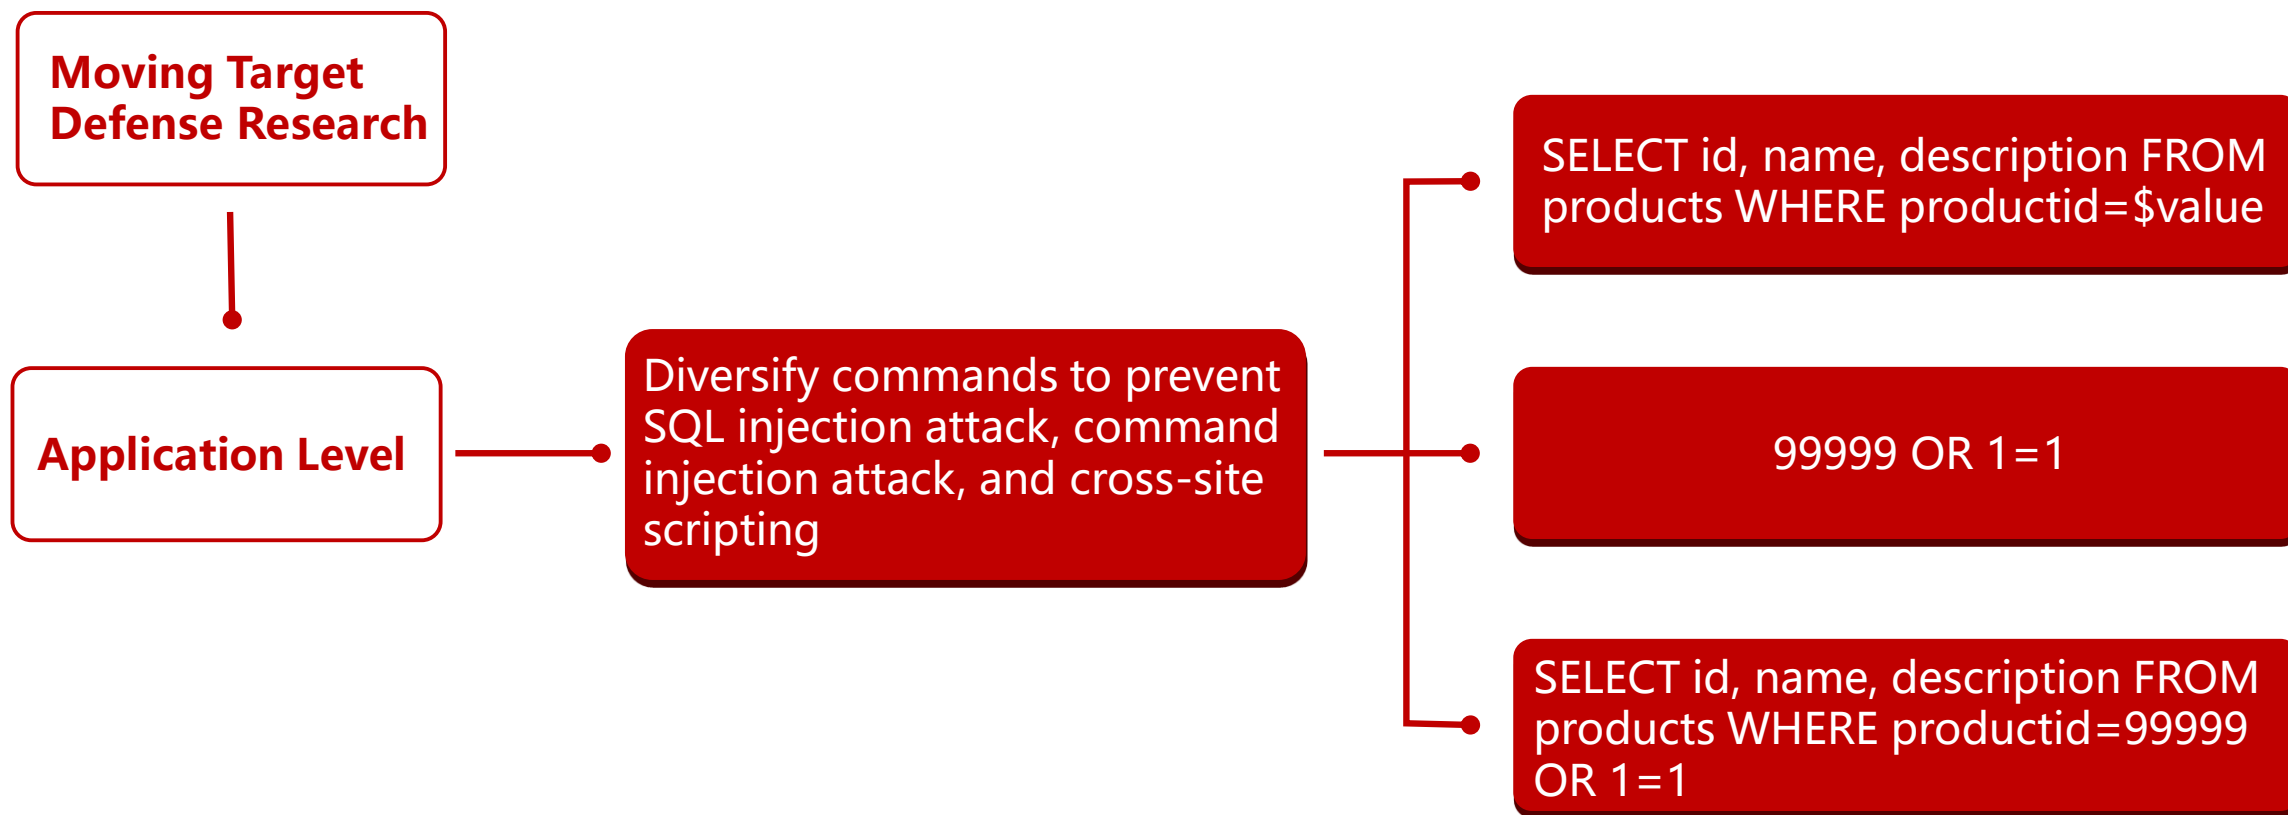 Moving Target
Defense Research
Application Level
Diversify commands to prevent
SQL injection attack, command
injection attack, and cross-site
scripting
SELECT id, name, description FROM
products WHERE productid=$value
99999 OR 1=1
SELECT id, name, description FROM
products WHERE productid=99999
OR 1=1